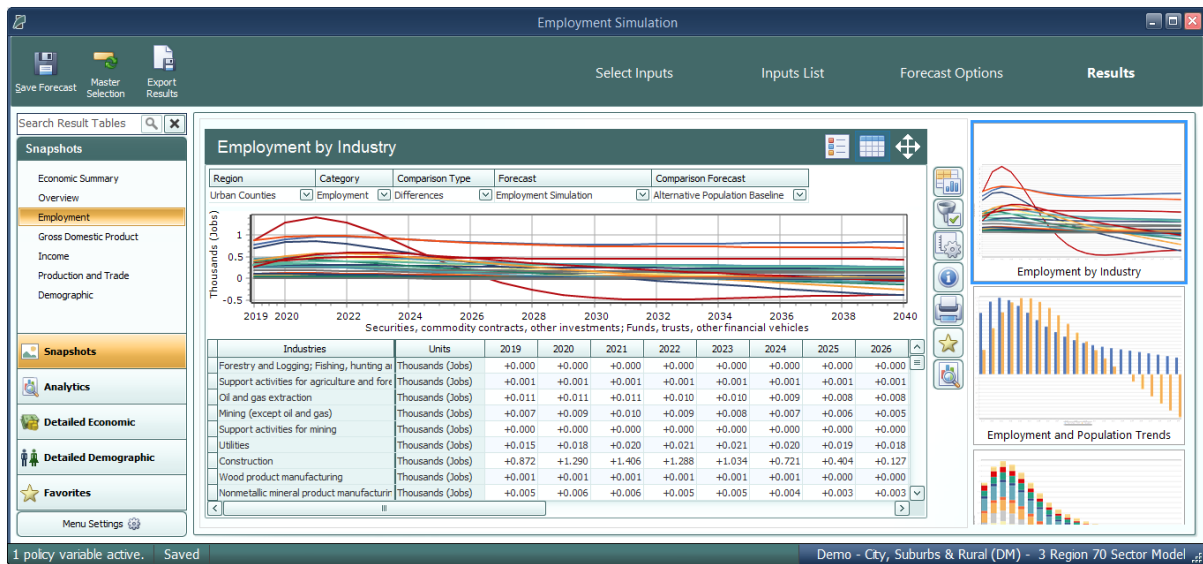 Employment Simulation
Save Forecast
Master Selection
Export Results
Select Inputs
Inputs List
Forecast Options
Results
Search Result Tables
Snapshots
Economic Summary
Overview
Employment
Gross Domestic Product
Income
Production and Trade
Demographic
Snapshots
Analytics
Detailed Economic
Detailed Demographic
Favorites
Menu Settings
Employment by Industry
Region Category Comparison Type Forecast Comparison Forecast
Urban Counties Employment Differences Employment Simulation Alternative Population Baseline
Thousands (Jobs)
1
0.5
0
-0.5
2019 2020 2022 2024 2026 2028 2030 2032 2034 2036 2038 2040
Securities, commodity contracts, other investments; Funds, trusts, other financial vehicles
Industries Units 2019 2020 2021 2022 2023 2024 2025 2026
Forestry and Logging; Fishing, hunting a Thousands (Jobs) +0.000 +0.000 +0.000 +0.000 +0.000 +0.000 +0.000 +0.000
Support activities for agriculture and fore Thousands (Jobs) +0.001 +0.001 +0.001 +0.001 +0.001 +0.001 +0.001 +0.001
Oil and gas extraction Thousands (Jobs) +0.011 +0.011 +0.011 +0.010 +0.010 +0.009 +0.008 +0.008
Mining (except oil and gas) Thousands (Jobs) +0.007 +0.009 +0.010 +0.009 +0.008 +0.007 +0.006 +0.005
Support activities for mining Thousands (Jobs) +0.000 +0.000 +0.000 +0.000 +0.000 +0.000 +0.000 +0.000
Utilities Thousands (Jobs) +0.015 +0.018 +0.020 +0.021 +0.021 +0.020 +0.019 +0.018
Construction Thousands (Jobs) +0.872 +1.290 +1.406 +1.288 +1.034 +0.721 +0.404 +0.127
Wood product manufacturing Thousands (Jobs) +0.001 +0.001 +0.001 +0.001 +0.001 +0.001 +0.000 +0.000
Nonmetallic mineral product manufacturin Thousands (Jobs) +0.005 +0.006 +0.006 +0.005 +0.005 +0.004 +0.003 +0.003
Employment by Industry
Employment and Population Trends
1 policy variable active. Saved
Demo - City, Suburbs & Rural (DM) - 3 Region 70 Sector Model